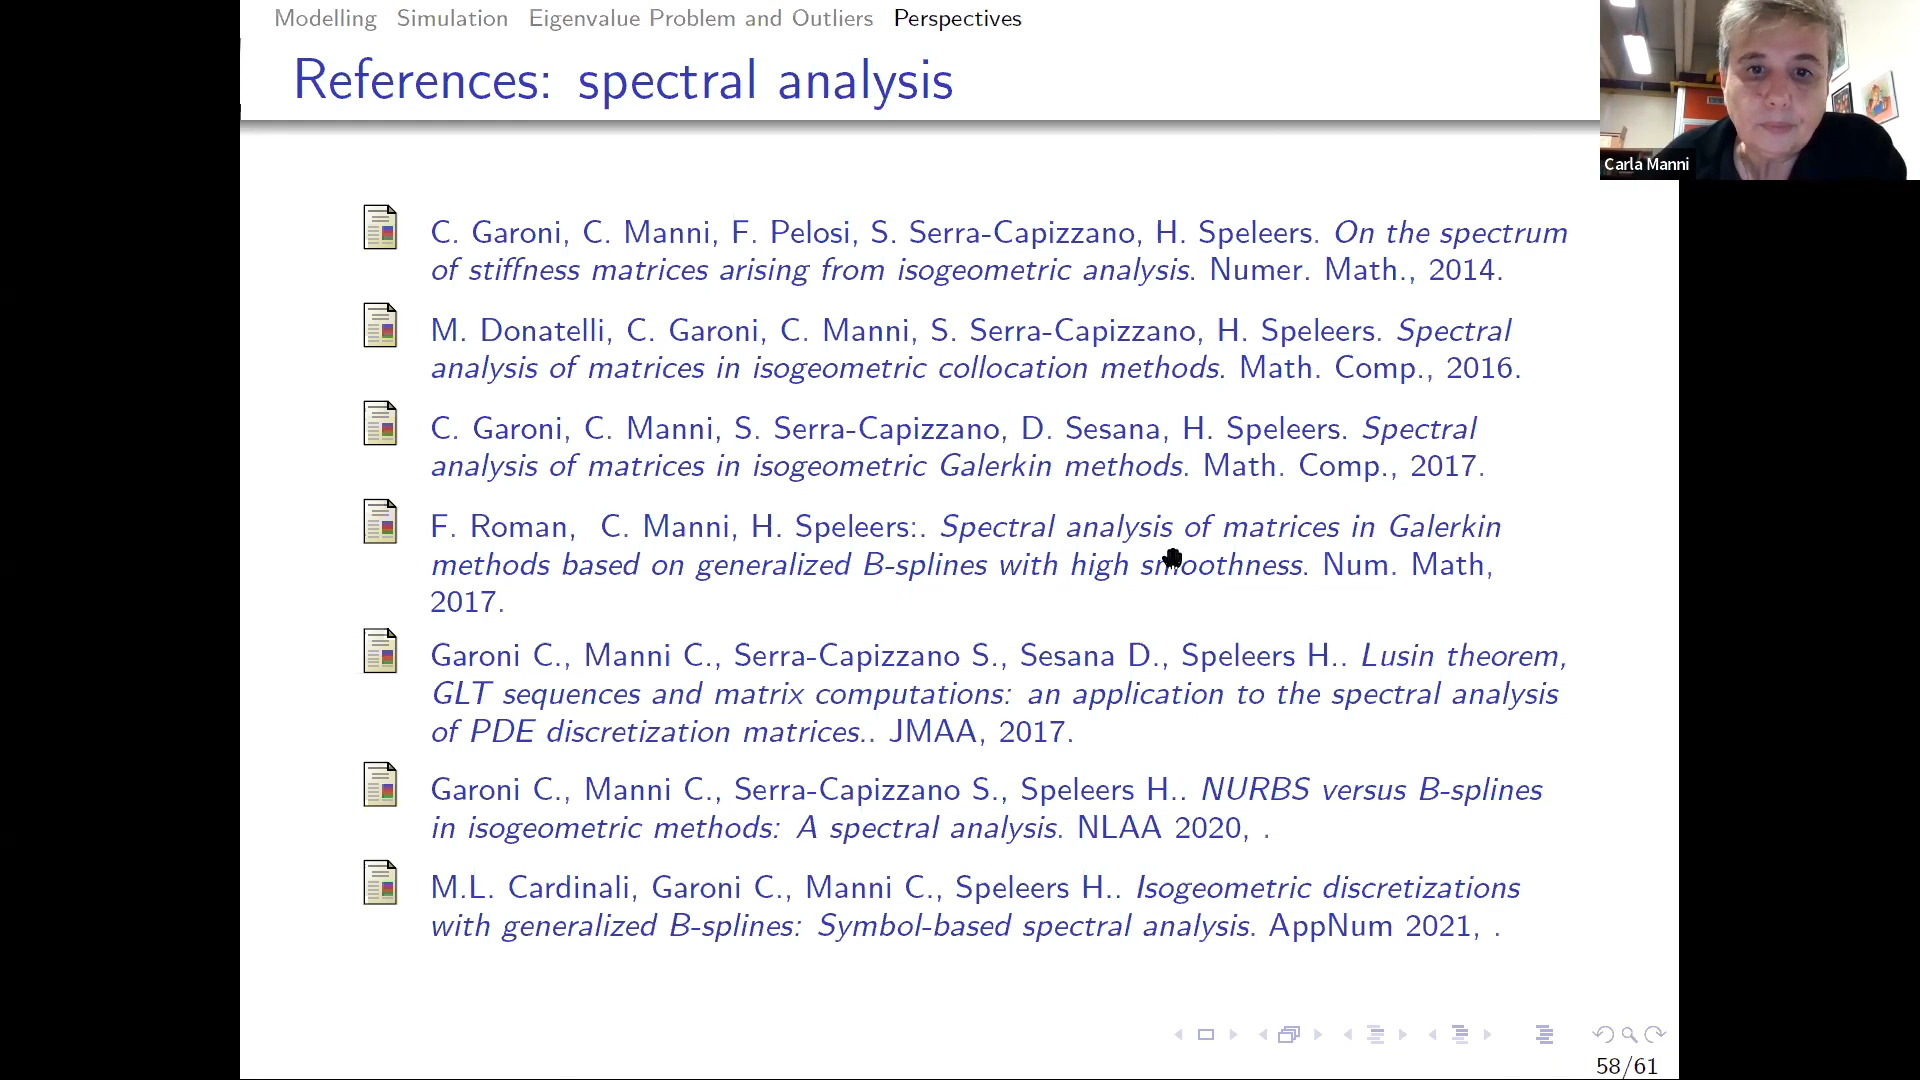 Modelling Simulation Eigenvalue Problem and Outliers Perspectives
References: spectral analysis
Carla Manni
C. Garoni, C. Manni, F. Pelosi, S. Serra-Capizzano, H. Speleers. On the spectrum
of stiffness matrices arising from isogeometric analysis. Numer. Math., 2014.
M. Donatelli, C. Garoni, C. Manni, S. Serra-Capizzano, H. Speleers. Spectral
analysis of matrices in isogeometric collocation methods. Math. Comp., 2016.
C. Garoni, C. Manni, S. Serra-Capizzano, D. Sesana, H. Speleers. Spectral
analysis of matrices in isogeometric Galerkin methods. Math. Comp., 2017.
F. Roman, C. Manni, H. Speleers:. Spectral analysis of matrices in Galerkin
methods based on generalized B-splines with high smoothness. Num. Math,
2017.
Garoni C., Manni C., Serra-Capizzano S., Sesana D., Speleers H.. Lusin theorem,
GLT sequences and matrix computations: an application to the spectral analysis
of PDE discretization matrices.. JMAA, 2017.
Garoni C., Manni C., Serra-Capizzano S., Speleers H.. NURBS versus B-splines
in isogeometric methods: A spectral analysis. NLAA 2020, .
M.L. Cardinali, Garoni C., Manni C., Speleers H.. Isogeometric discretizations
with generalized B-splines: Symbol-based spectral analysis. AppNum 2021, .
58/61